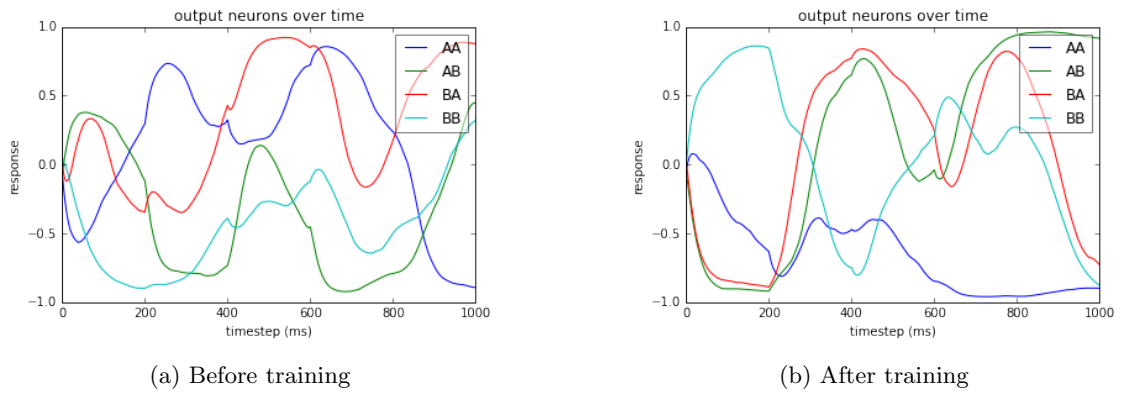 output neurons over time
1.0
0.5
0.0
−0.5
−1.0
response
0 200 400 600 800 1000
timestep (ms)
AA
AB
BA
BB
(a) Before training
output neurons over time
1.0
0.5
0.0
−0.5
−1.0
response
0 200 400 600 800 1000
timestep (ms)
AA
AB
BA
BB
(b) After training